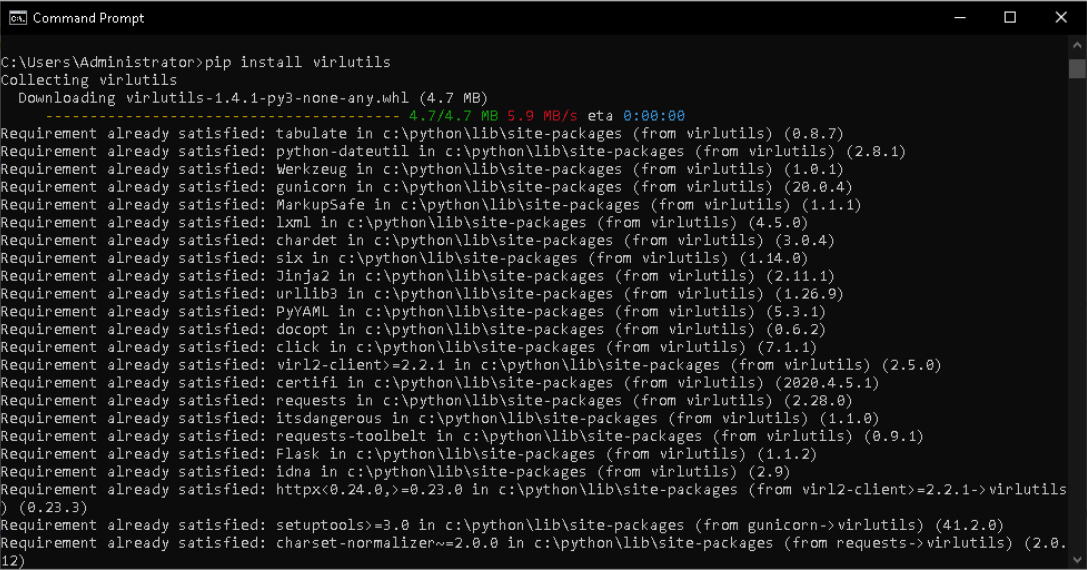 Command Prompt
C:\Users\Administrator>pip install virlutils
Collecting virlutils
  Downloading virlutils-1.4.1-py3-none-any.whl (4.7 MB)
     ---------------------------------------- 4.7/4.7 MB 5.9 MB/s eta 0:00:00
Requirement already satisfied: tabulate in c:\python\lib\site-packages (from virlutils) (0.8.7)
Requirement already satisfied: python-dateutil in c:\python\lib\site-packages (from virlutils) (2.8.1)
Requirement already satisfied: Werkzeug in c:\python\lib\site-packages (from virlutils) (1.0.1)
Requirement already satisfied: gunicorn in c:\python\lib\site-packages (from virlutils) (20.0.4)
Requirement already satisfied: MarkupSafe in c:\python\lib\site-packages (from virlutils) (1.1.1)
Requirement already satisfied: lxml in c:\python\lib\site-packages (from virlutils) (4.5.0)
Requirement already satisfied: chardet in c:\python\lib\site-packages (from virlutils) (3.0.4)
Requirement already satisfied: six in c:\python\lib\site-packages (from virlutils) (1.14.0)
Requirement already satisfied: Jinja2 in c:\python\lib\site-packages (from virlutils) (2.11.1)
Requirement already satisfied: urllib3 in c:\python\lib\site-packages (from virlutils) (1.26.9)
Requirement already satisfied: PyYAML in c:\python\lib\site-packages (from virlutils) (5.3.1)
Requirement already satisfied: docopt in c:\python\lib\site-packages (from virlutils) (0.6.2)
Requirement already satisfied: click in c:\python\lib\site-packages (from virlutils) (7.1.1)
Requirement already satisfied: virl2-client>=2.2.1 in c:\python\lib\site-packages (from virlutils) (2.5.0)
Requirement already satisfied: certifi in c:\python\lib\site-packages (from virlutils) (2020.4.5.1)
Requirement already satisfied: requests in c:\python\lib\site-packages (from virlutils) (2.28.0)
Requirement already satisfied: itsdangerous in c:\python\lib\site-packages (from virlutils) (1.1.0)
Requirement already satisfied: requests-toolbelt in c:\python\lib\site-packages (from virlutils) (0.9.1)
Requirement already satisfied: Flask in c:\python\lib\site-packages (from virlutils) (1.1.2)
Requirement already satisfied: idna in c:\python\lib\site-packages (from virlutils) (2.9)
Requirement already satisfied: httpx<0.24.0,>=0.23.0 in c:\python\lib\site-packages (from virl2-client>=2.2.1->virlutils
) (0.23.3)
Requirement already satisfied: setuptools>=3.0 in c:\python\lib\site-packages (from gunicorn->virlutils) (41.2.0)
Requirement already satisfied: charset-normalizer~=2.0.0 in c:\python\lib\site-packages (from requests->virlutils) (2.0.
12)